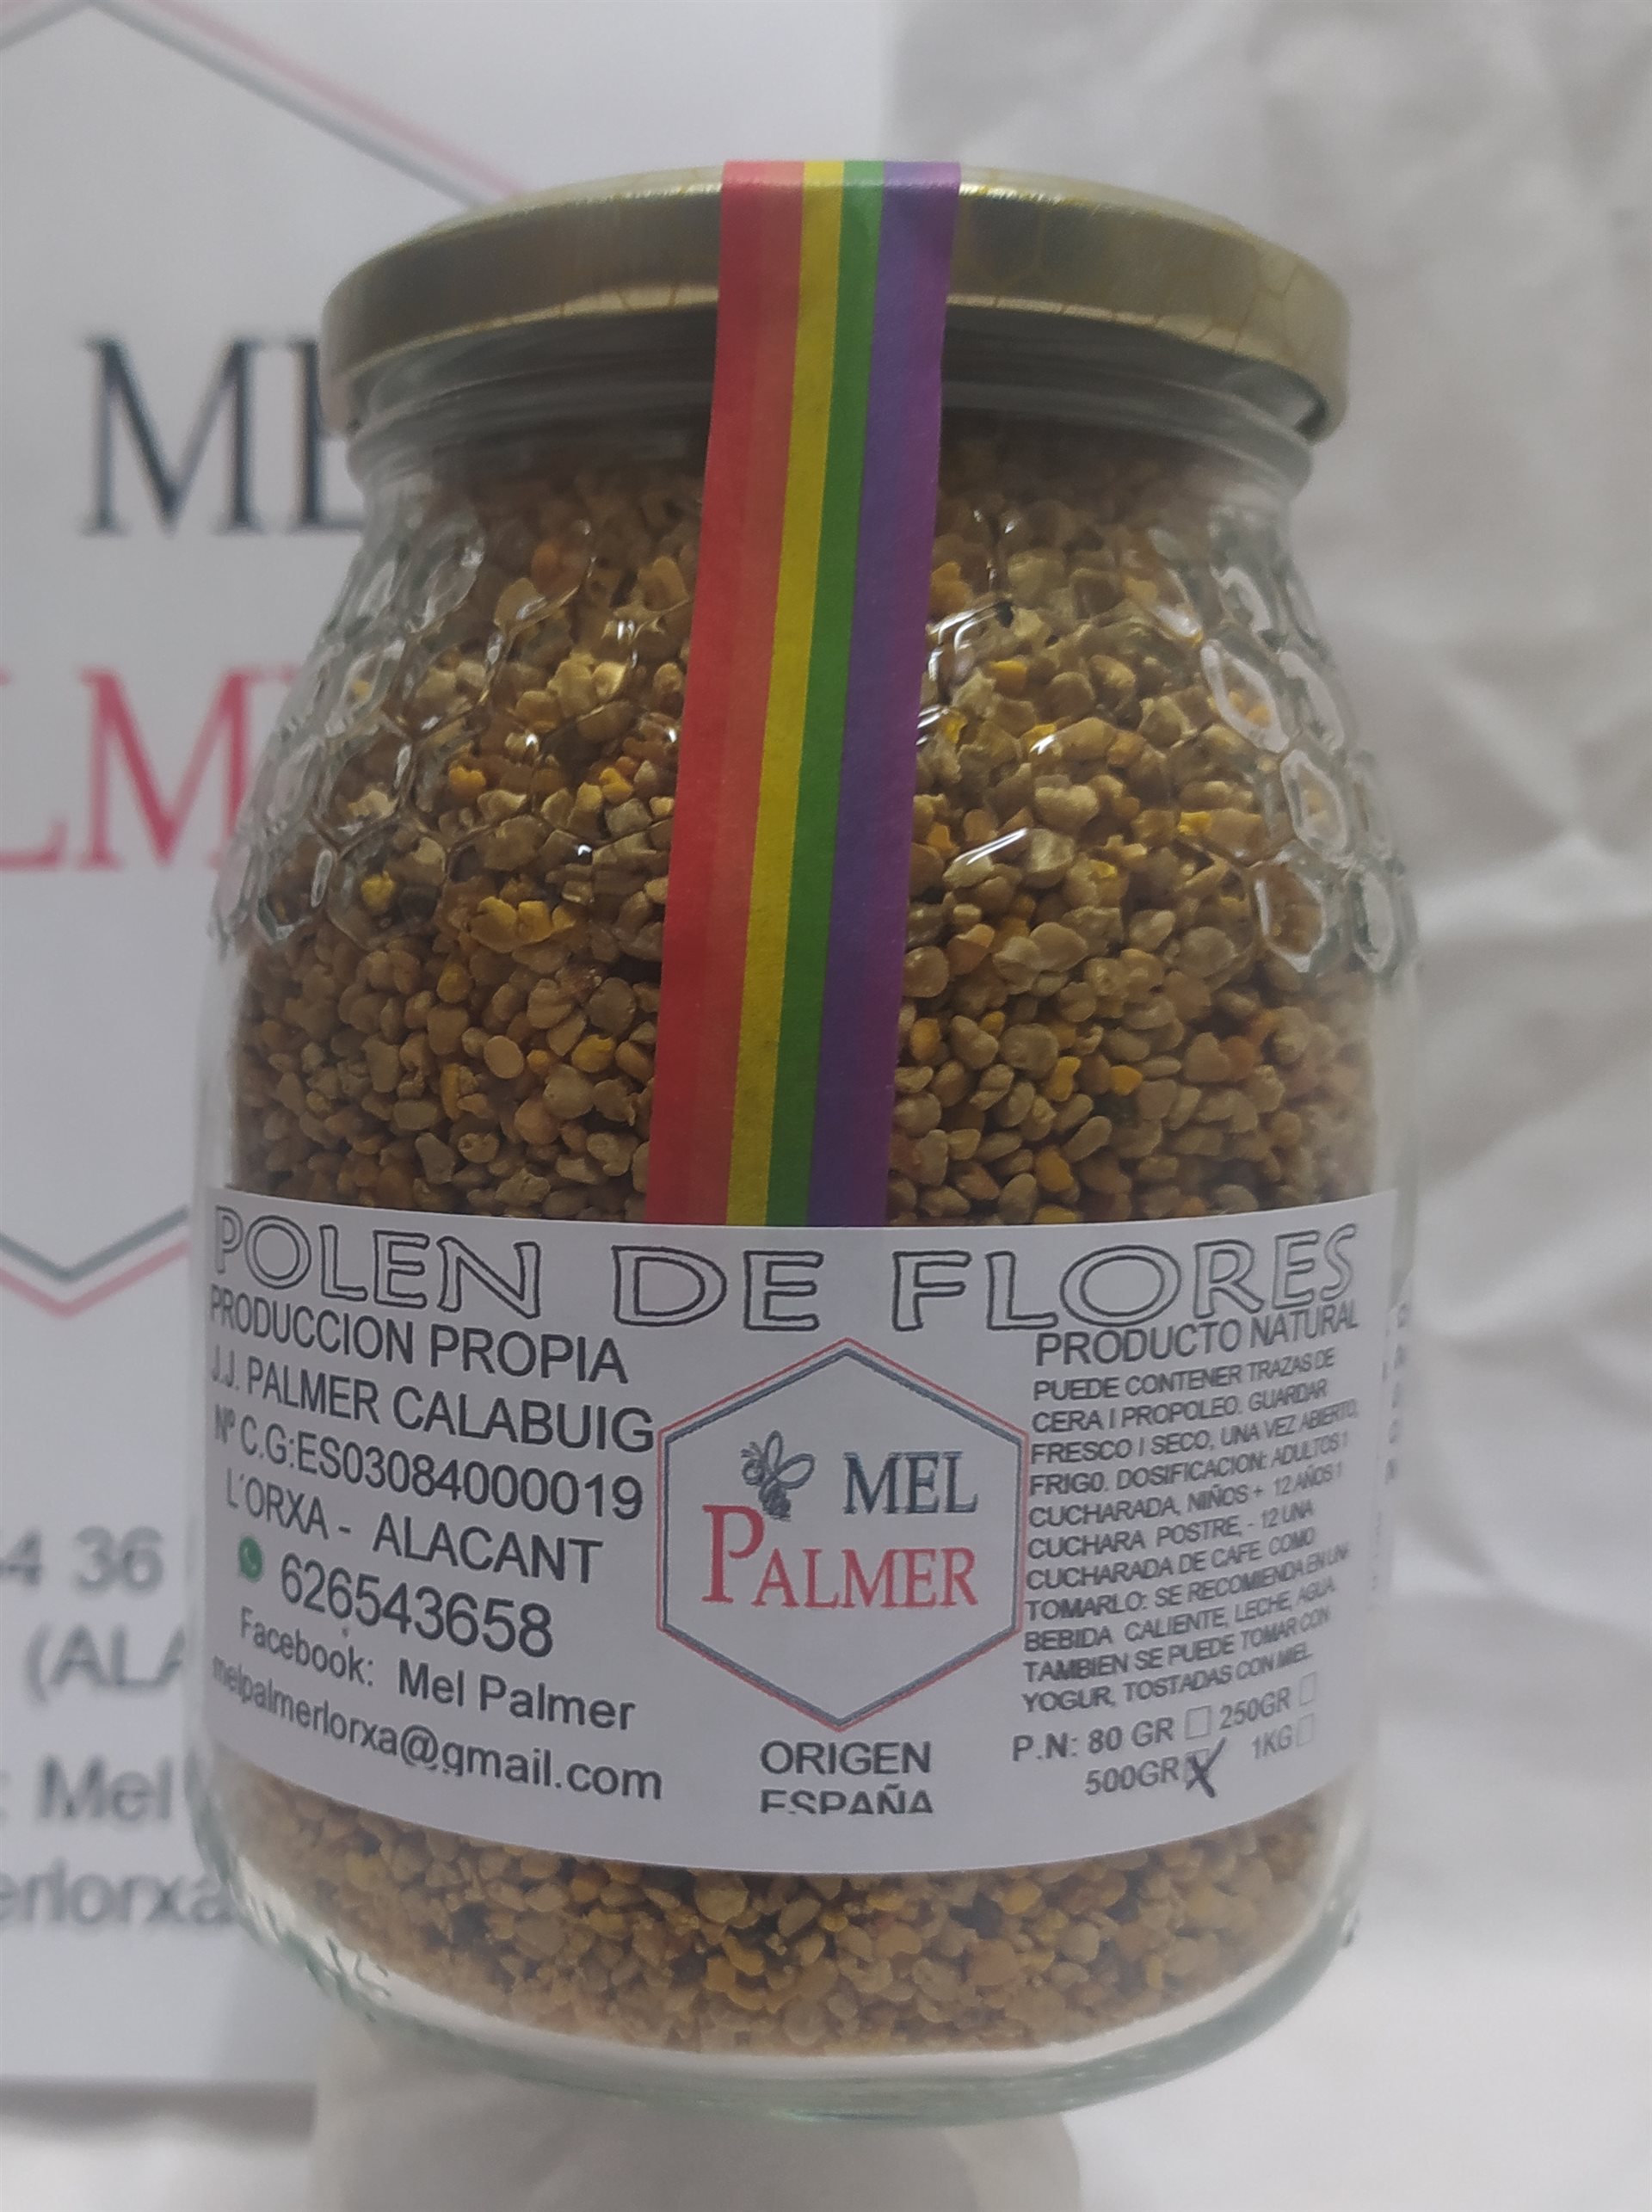 POLEN DE FLORES
PRODUCCION PROPIA
J.J. PALMER CALABUIG
Nº C.G:ES03084000019
L'ORXA - ALACANT
626543658
Facebook: Mel Palmer
melpalmerlorxa@gmail.com
MEL
PALMER
ORIGEN
ESPAÑA
PRODUCTO NATURAL
PUEDE CONTENER TRAZAS DE
CERA I PROPOLEO. GUARDAR
FRESCO I SECO, UNA VEZ ABIERTO,
FRIGO. DOSIFICACION: ADULTOS 1
CUCHARADA, NIÑOS + 12 AÑOS 1
CUCHARA POSTRE, - 12 UNA
CUCHARADA DE CAFE. COMO
TOMARLO: SE RECOMIENDA EN UNA
BEBIDA CALIENTE, LECHE, AGUA.
TAMBIEN SE PUEDE TOMAR CON
YOGUR, TOSTADAS CON MIEL
P.N: 80 GR 250GR
500GR X 1KG
ME
LM
4 36
(ALA
: Mel
erlorxa